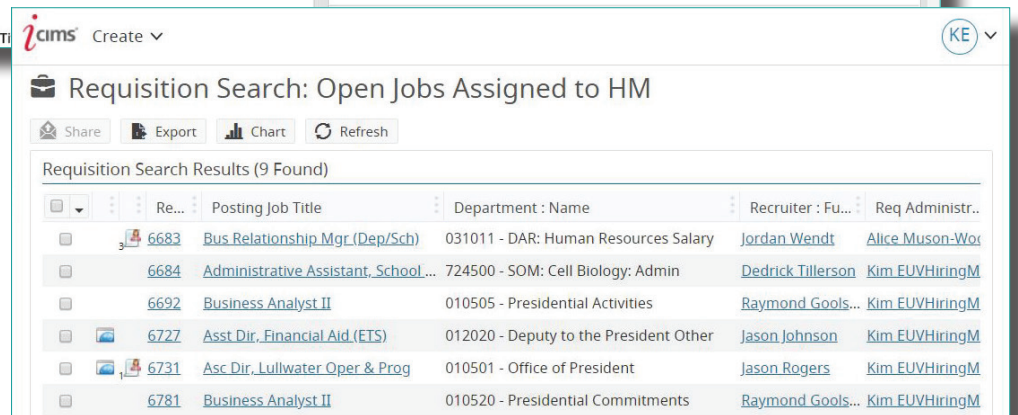 Ti
icims Create
KE
Requisition Search: Open Jobs Assigned to HM
Share Export Chart Refresh
Requisition Search Results (9 Found)
Re... Posting Job Title Department : Name Recruiter : Fu... Req Administr..
3 6683 Bus Relationship Mgr (Dep/Sch) 031011 - DAR: Human Resources Salary Jordan Wendt Alice Muson-Woo
6684 Administrative Assistant, School ... 724500 - SOM: Cell Biology: Admin Dedrick Tillerson Kim EUVHiringM
6692 Business Analyst II 010505 - Presidential Activities Raymond Gools... Kim EUVHiringM
6727 Asst Dir, Financial Aid (ETS) 012020 - Deputy to the President Other Jason Johnson Kim EUVHiringM
1 6731 Asc Dir, Lullwater Oper & Prog 010501 - Office of President Jason Rogers Kim EUVHiringM
6781 Business Analyst II 010520 - Presidential Commitments Raymond Gools... Kim EUVHiringM